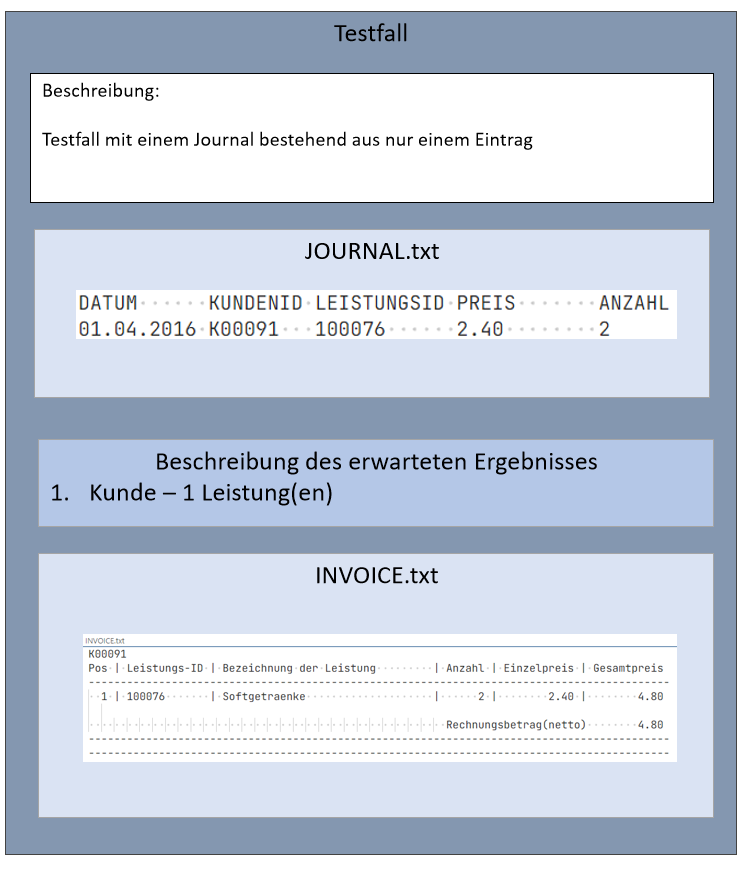 Testfall
Beschreibung:
Testfall mit einem Journal bestehend aus nur einem Eintrag
JOURNAL.txt
DATUM······KUNDENID·LEISTUNGSID·PREIS·······ANZAHL
01.04.2016·K00091···100076······2.40········2
Beschreibung des erwarteten Ergebnisses
1. Kunde – 1 Leistung(en)
INVOICE.txt
INVOICE.txt
K00091
Pos·|·Leistungs-ID·|·Bezeichnung·der·Leistung·········|·Anzahl·|·Einzelpreis·|·Gesamtpreis
--------------------------------------------------------------------------------------------
··1·|·100076·······|·Softgetraenke····················|······2·|········2.40·|········4.80
Rechnungsbetrag(netto)········4.80
--------------------------------------------------------------------------------------------
--------------------------------------------------------------------------------------------